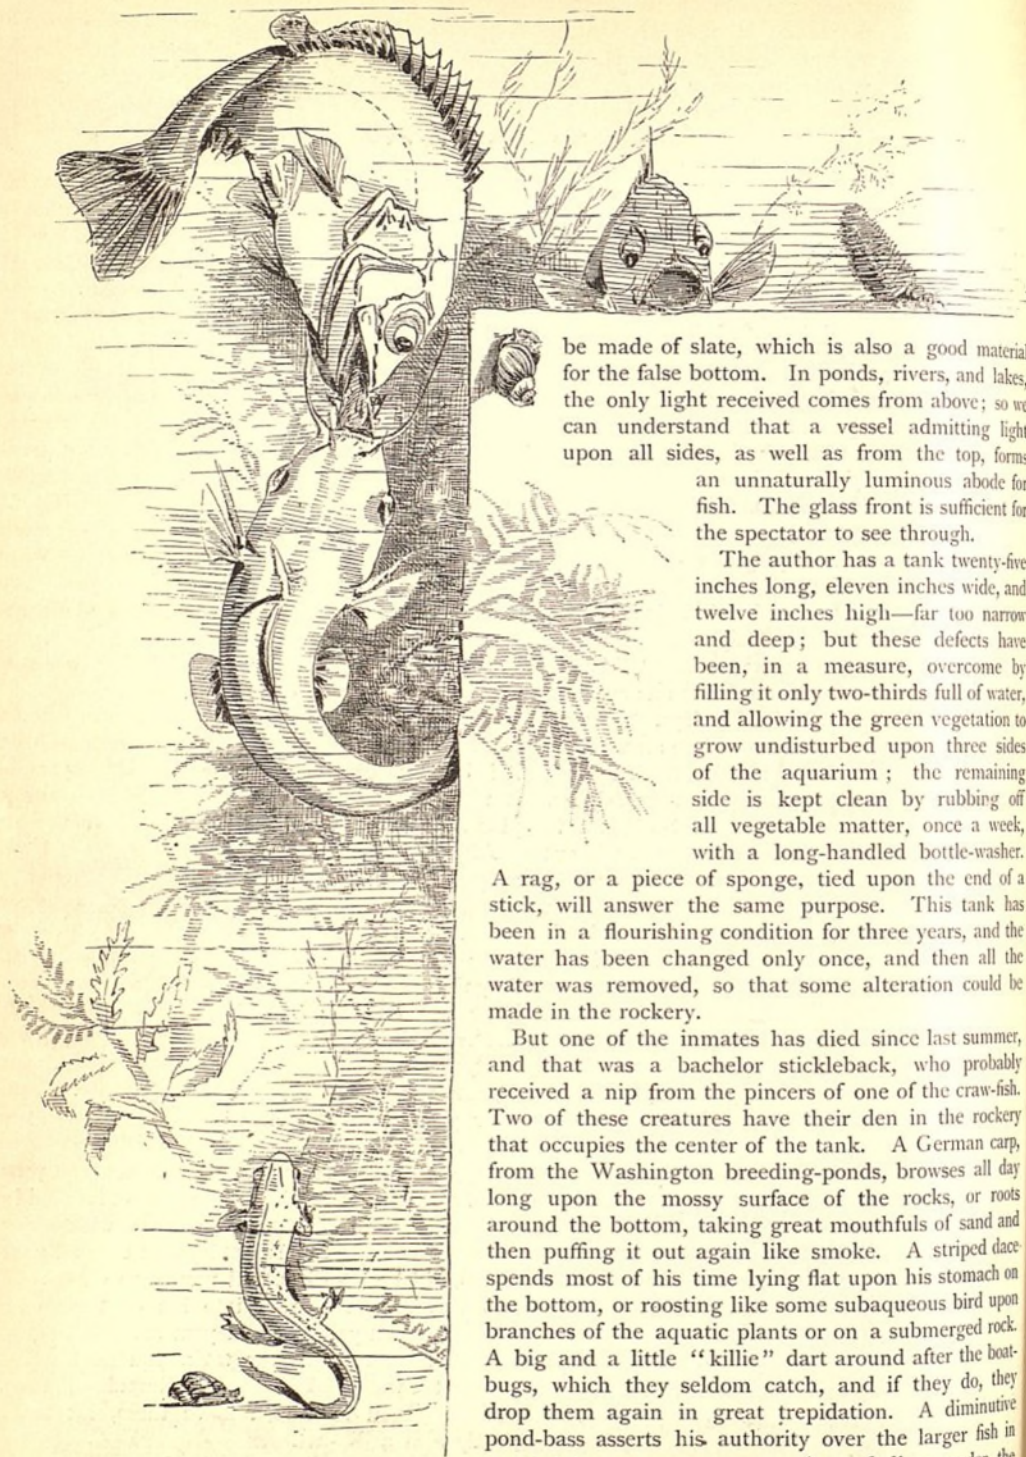 be made of slate, which is also a good material
for the false bottom. In ponds, rivers, and lakes,
the only light received comes from above; so we
can understand that a vessel admitting light
upon all sides, as well as from the top, forms
an unnaturally luminous abode for
fish. The glass front is sufficient for
the spectator to see through.
The author has a tank twenty-five
inches long, eleven inches wide, and
twelve inches high—far too narrow
and deep; but these defects have
been, in a measure, overcome by
filling it only two-thirds full of water,
and allowing the green vegetation to
grow undisturbed upon three sides
of the aquarium; the remaining
side is kept clean by rubbing off
all vegetable matter, once a week,
with a long-handled bottle-washer.
A rag, or a piece of sponge, tied upon the end of a
stick, will answer the same purpose. This tank has
been in a flourishing condition for three years, and the
water has been changed only once, and then all the
water was removed, so that some alteration could be
made in the rockery.
But one of the inmates has died since last summer,
and that was a bachelor stickleback, who probably
received a nip from the pincers of one of the craw-fish.
Two of these creatures have their den in the rockery
that occupies the center of the tank. A German carp,
from the Washington breeding-ponds, browses all day
long upon the mossy surface of the rocks, or roots
around the bottom, taking great mouthfuls of sand and
then puffing it out again like smoke. A striped dace
spends most of his time lying flat upon his stomach on
the bottom, or roosting like some subaqueous bird upon
branches of the aquatic plants or on a submerged rock.
A big and a little "killie" dart around after the boat-
bugs, which they seldom catch, and if they do, they
drop them again in great trepidation. A diminutive
pond-bass asserts his authority over the larger fish in